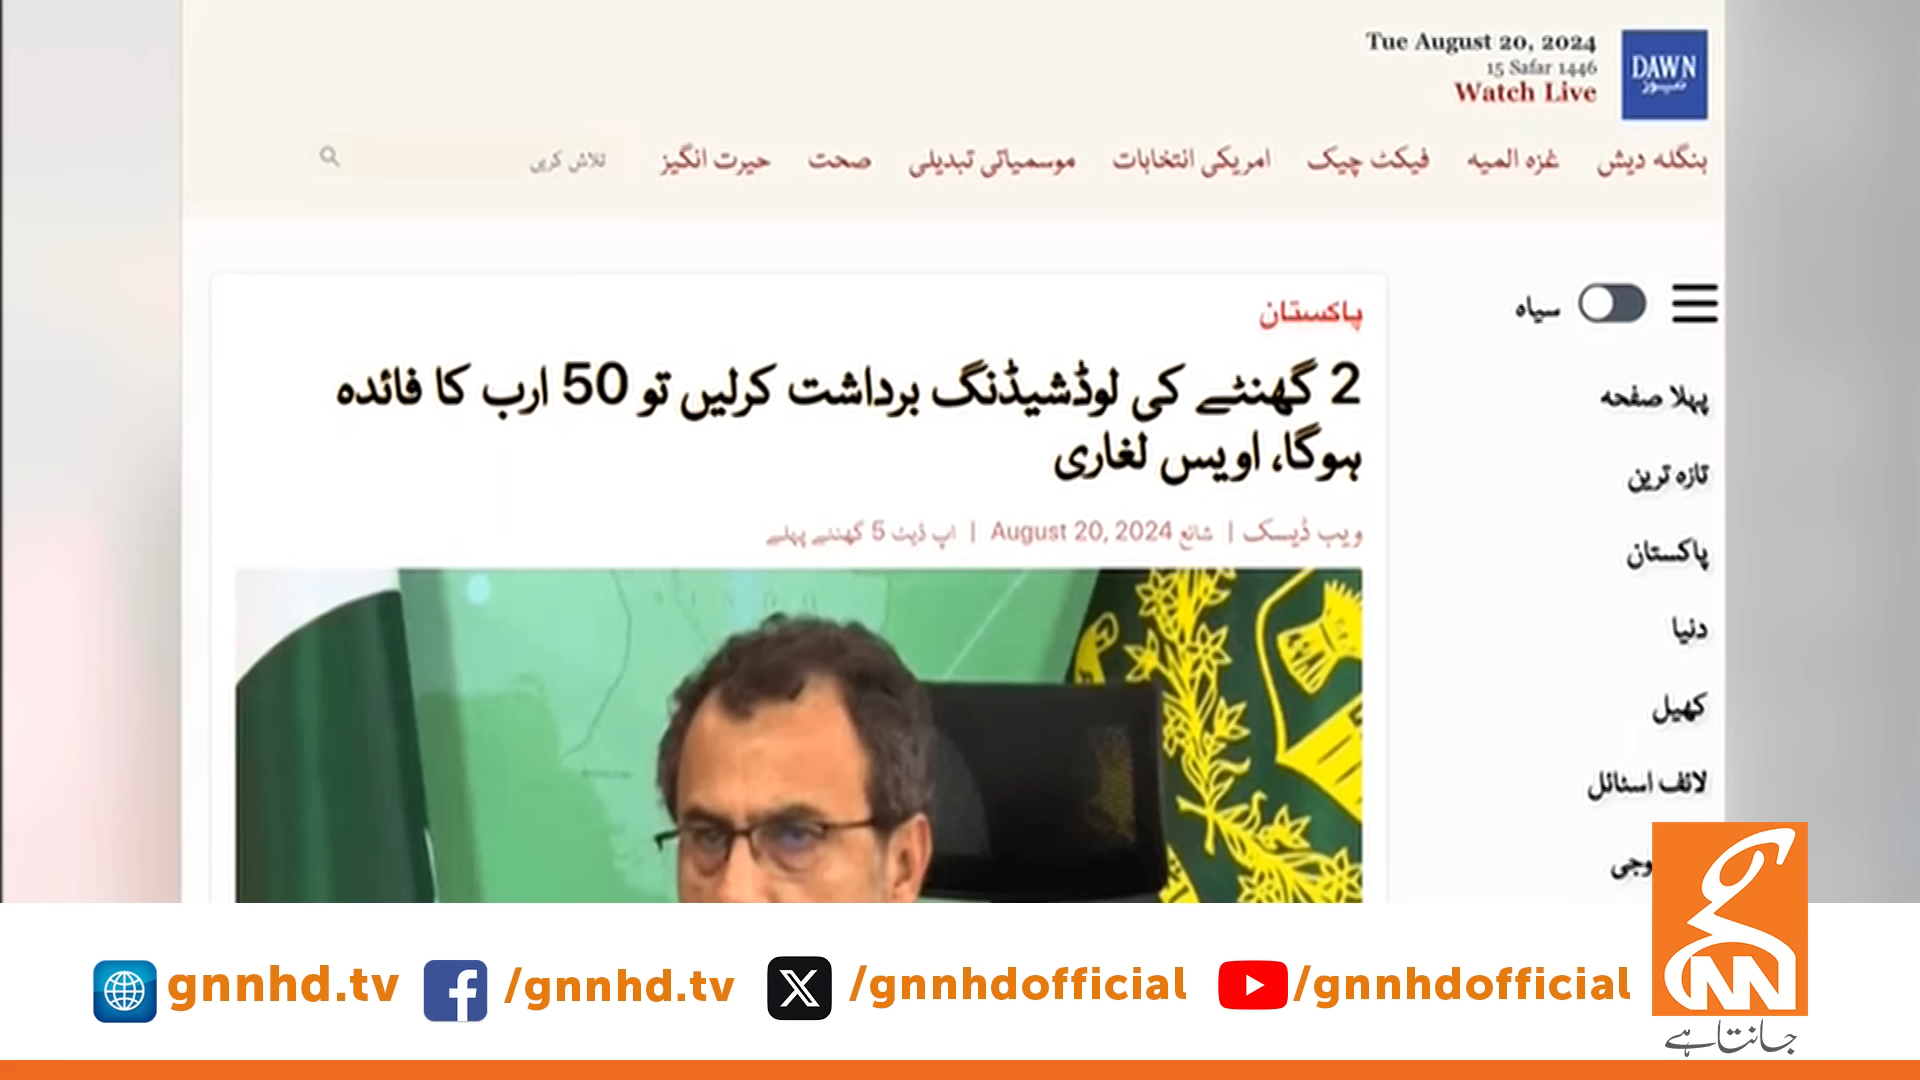 Tue August 20, 2024
15 Safar 1446
Watch Live
DAWN
نیوز
بنگلہ دیش غزہ المیہ فیکٹ چیک امریکی انتخابات موسمیاتی تبدیلی صحت حیرت انگیز تلاش کریں
سیاہ
پاکستان
2 گھنٹے کی لوڈشیڈنگ برداشت کرلیں تو 50 ارب کا فائدہ
ہوگا، اویس لغاری
ویب ڈیسک | شائع August 20, 2024 | اپ ڈیٹ 5 گھنٹے پہلے
پہلا صفحہ
تازہ ترین
پاکستان
دنیا
کھیل
لائف اسٹائل
gnnhd.tv /gnnhd.tv /gnnhdofficial /gnnhdofficial
GNN
جانتا ہے